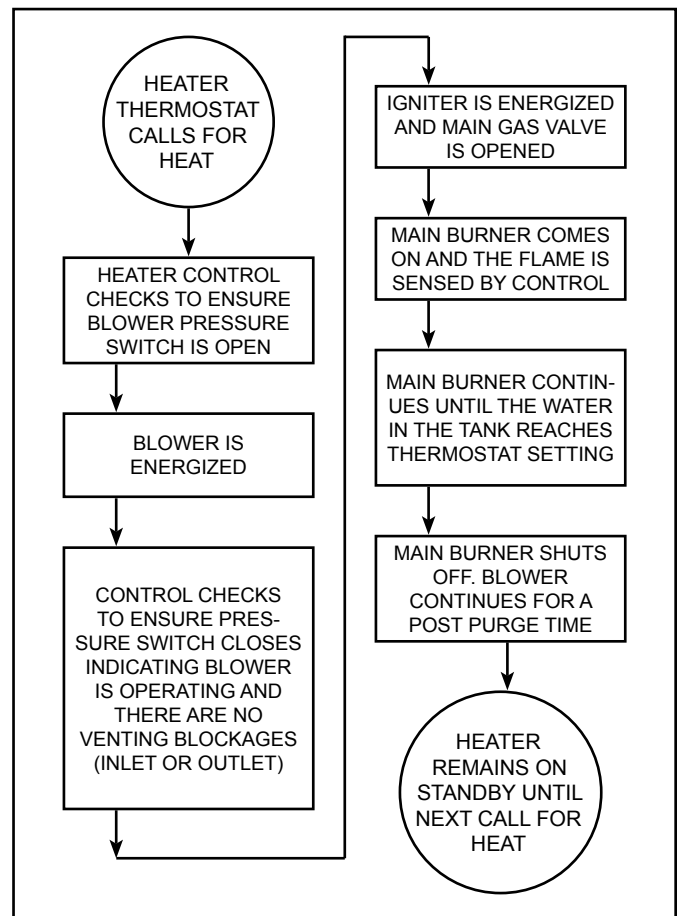 HEATER
THERMOSTAT
CALLS FOR
HEAT
HEATER CONTROL
CHECKS TO ENSURE
BLOWER PRESSURE
SWITCH IS OPEN
BLOWER IS
ENERGIZED
CONTROL CHECKS
TO ENSURE PRES-
SURE SWITCH CLOSES
INDICATING BLOWER
IS OPERATING AND
THERE ARE NO
VENTING BLOCKAGES
(INLET OR OUTLET)
IGNITER IS ENERGIZED
AND MAIN GAS VALVE
IS OPENED
MAIN BURNER COMES
ON AND THE FLAME IS
SENSED BY CONTROL
MAIN BURNER CONTIN-
UES UNTIL THE WATER
IN THE TANK REACHES
THERMOSTAT SETTING
MAIN BURNER SHUTS
OFF. BLOWER
CONTINUES FOR A
POST PURGE TIME
HEATER
REMAINS ON
STANDBY UNTIL
NEXT CALL FOR
HEAT